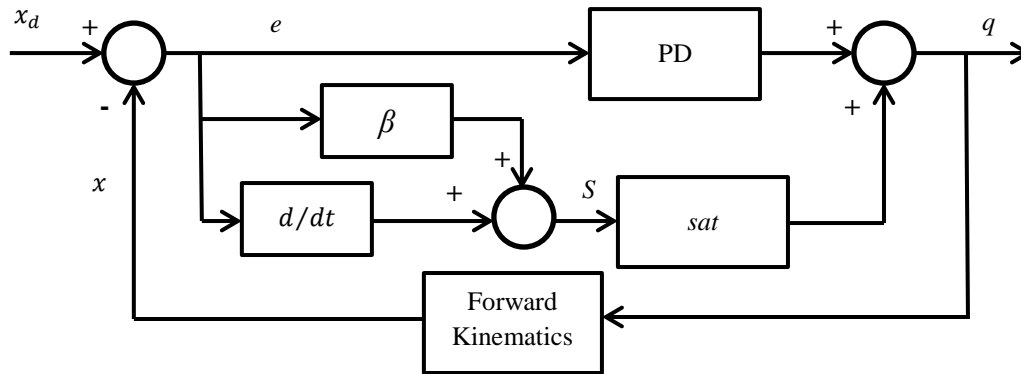 x_d
+
e
PD
+
q
-
+
β
+
x
+
S
d/dt
sat
Forward
Kinematics